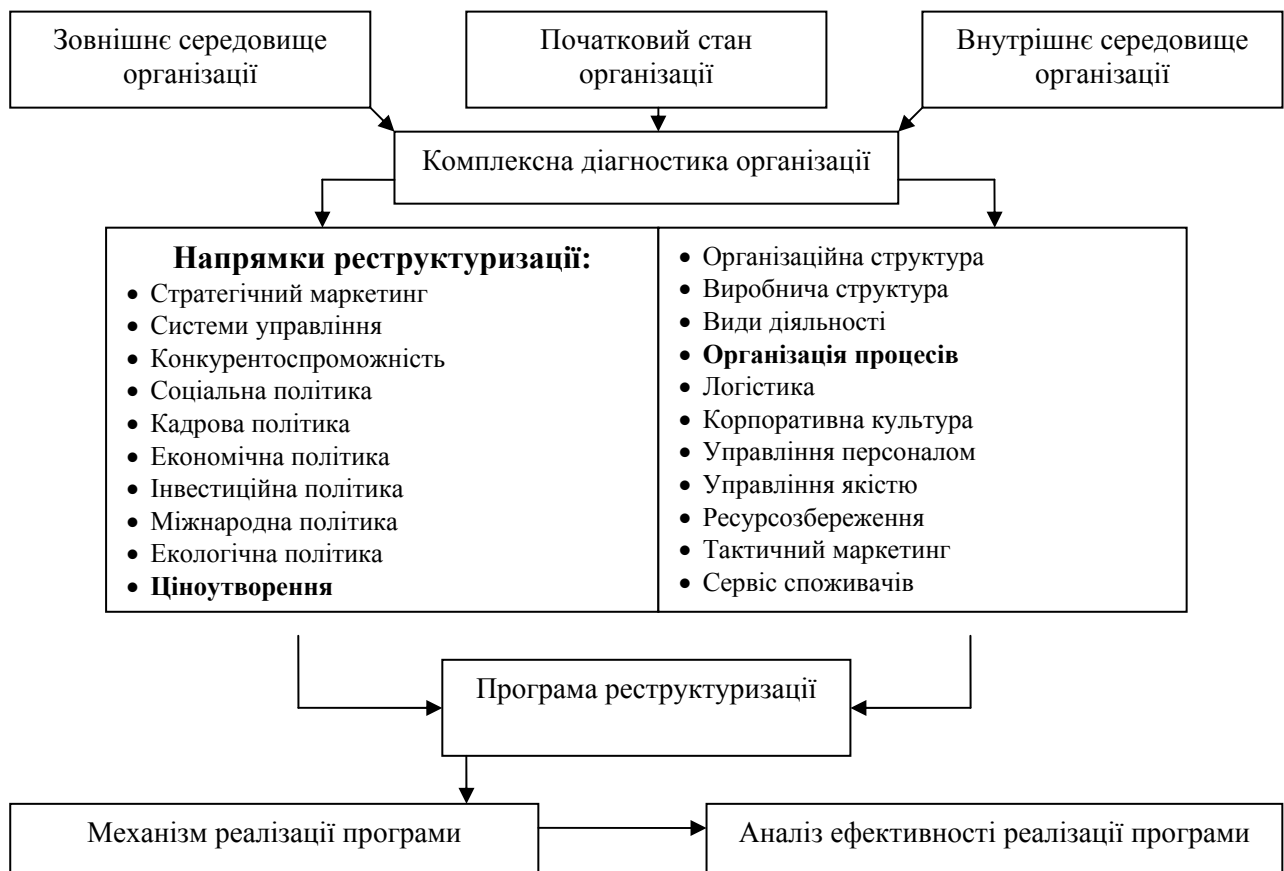 Зовнішнє середовище
організації
Початковий стан
організації
Внутрішнє середовище
організації
Комплексна діагностика організації
Напрямки реструктуризації:
• Стратегічний маркетинг
• Системи управління
• Конкурентоспроможність
• Соціальна політика
• Кадрова політика
• Економічна політика
• Інвестиційна політика
• Міжнародна політика
• Екологічна політика
• Ціноутворення
• Організаційна структура
• Виробнича структура
• Види діяльності
• Організація процесів
• Логістика
• Корпоративна культура
• Управління персоналом
• Управління якістю
• Ресурсозбереження
• Тактичний маркетинг
• Сервіс споживачів
Програма реструктуризації
Механізм реалізації програми
Аналіз ефективності реалізації програми